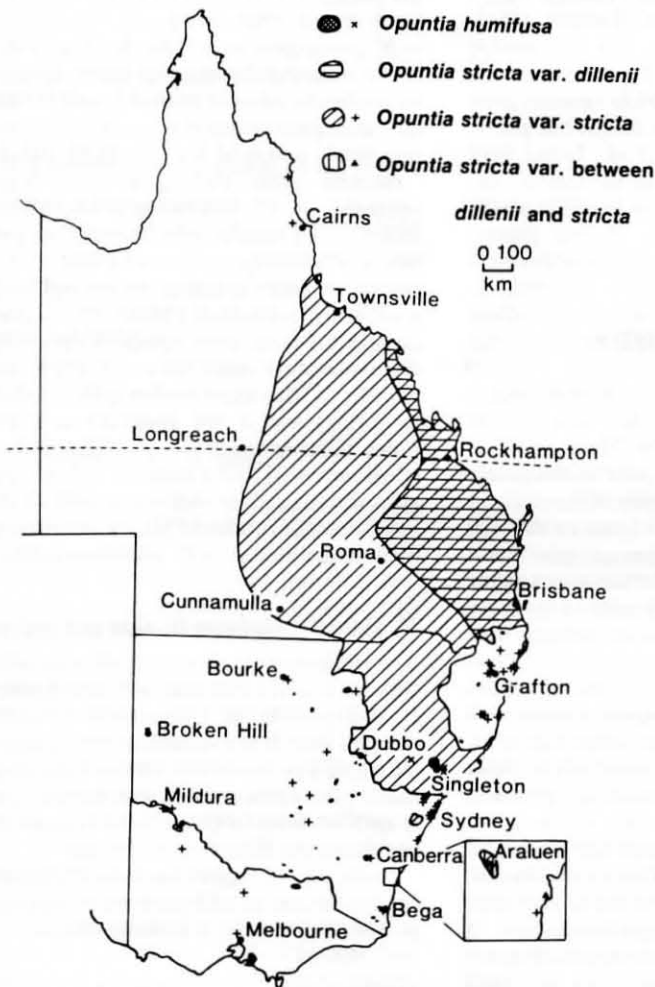 Opuntia humifusa
Opuntia stricta var. dillenii
Opuntia stricta var. stricta
Opuntia stricta var. between
dillenii and stricta
0 100
km
Cairns
Townsville
Longreach
Rockhampton
Roma
Brisbane
Cunnamulla
Bourke
Grafton
Broken Hill
Dubbo
Singleton
Mildura
Sydney
Canberra
Araluen
Bega
Melbourne